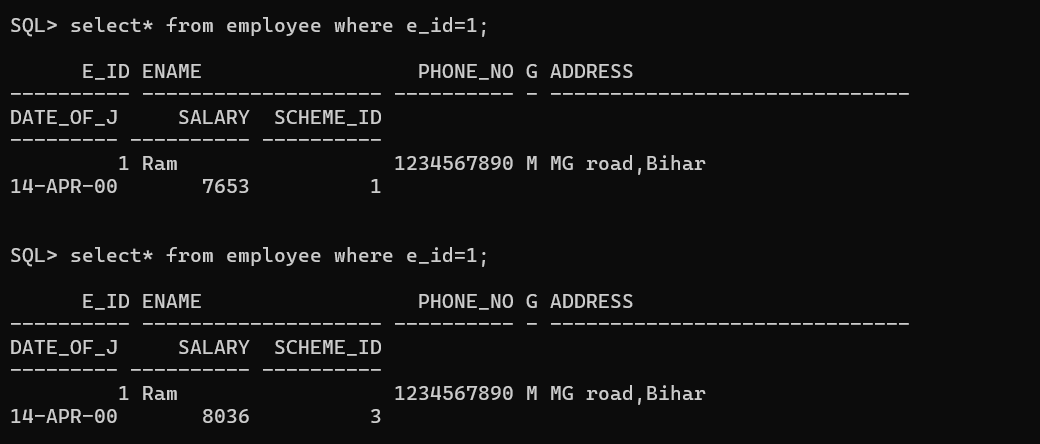 SQL> select* from employee where e_id=1;
      E_ID ENAME                  PHONE_NO G ADDRESS
---------- -------------------- ---------- - ------------------------------
DATE_OF_J     SALARY  SCHEME_ID
--------- ---------- ----------
         1 Ram                  1234567890 M MG road,Bihar
14-APR-00       7653          1
SQL> select* from employee where e_id=1;
      E_ID ENAME                  PHONE_NO G ADDRESS
---------- -------------------- ---------- - ------------------------------
DATE_OF_J     SALARY  SCHEME_ID
--------- ---------- ----------
         1 Ram                  1234567890 M MG road,Bihar
14-APR-00       8036          3